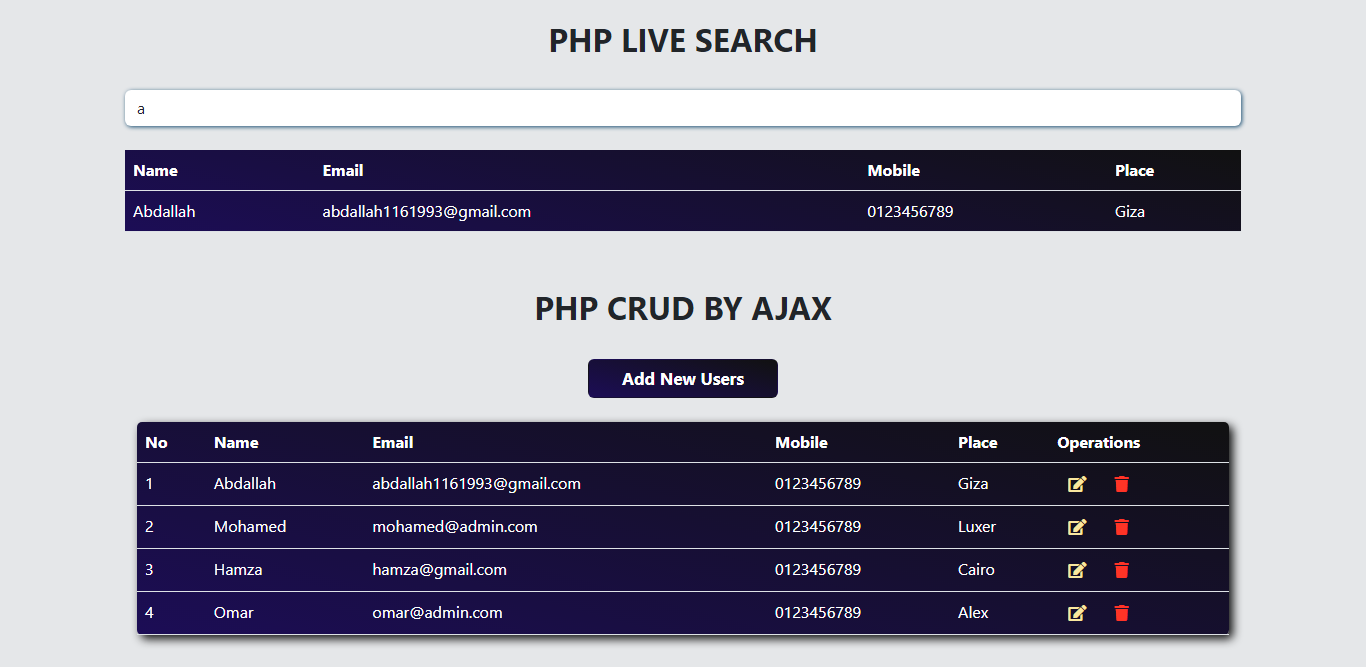 PHP LIVE SEARCH
a
Name Email Mobile Place
Abdallah abdallah1161993@gmail.com 0123456789 Giza
PHP CRUD BY AJAX
Add New Users
No Name Email Mobile Place Operations
1 Abdallah abdallah1161993@gmail.com 0123456789 Giza
2 Mohamed mohamed@admin.com 0123456789 Luxer
3 Hamza hamza@gmail.com 0123456789 Cairo
4 Omar omar@admin.com 0123456789 Alex